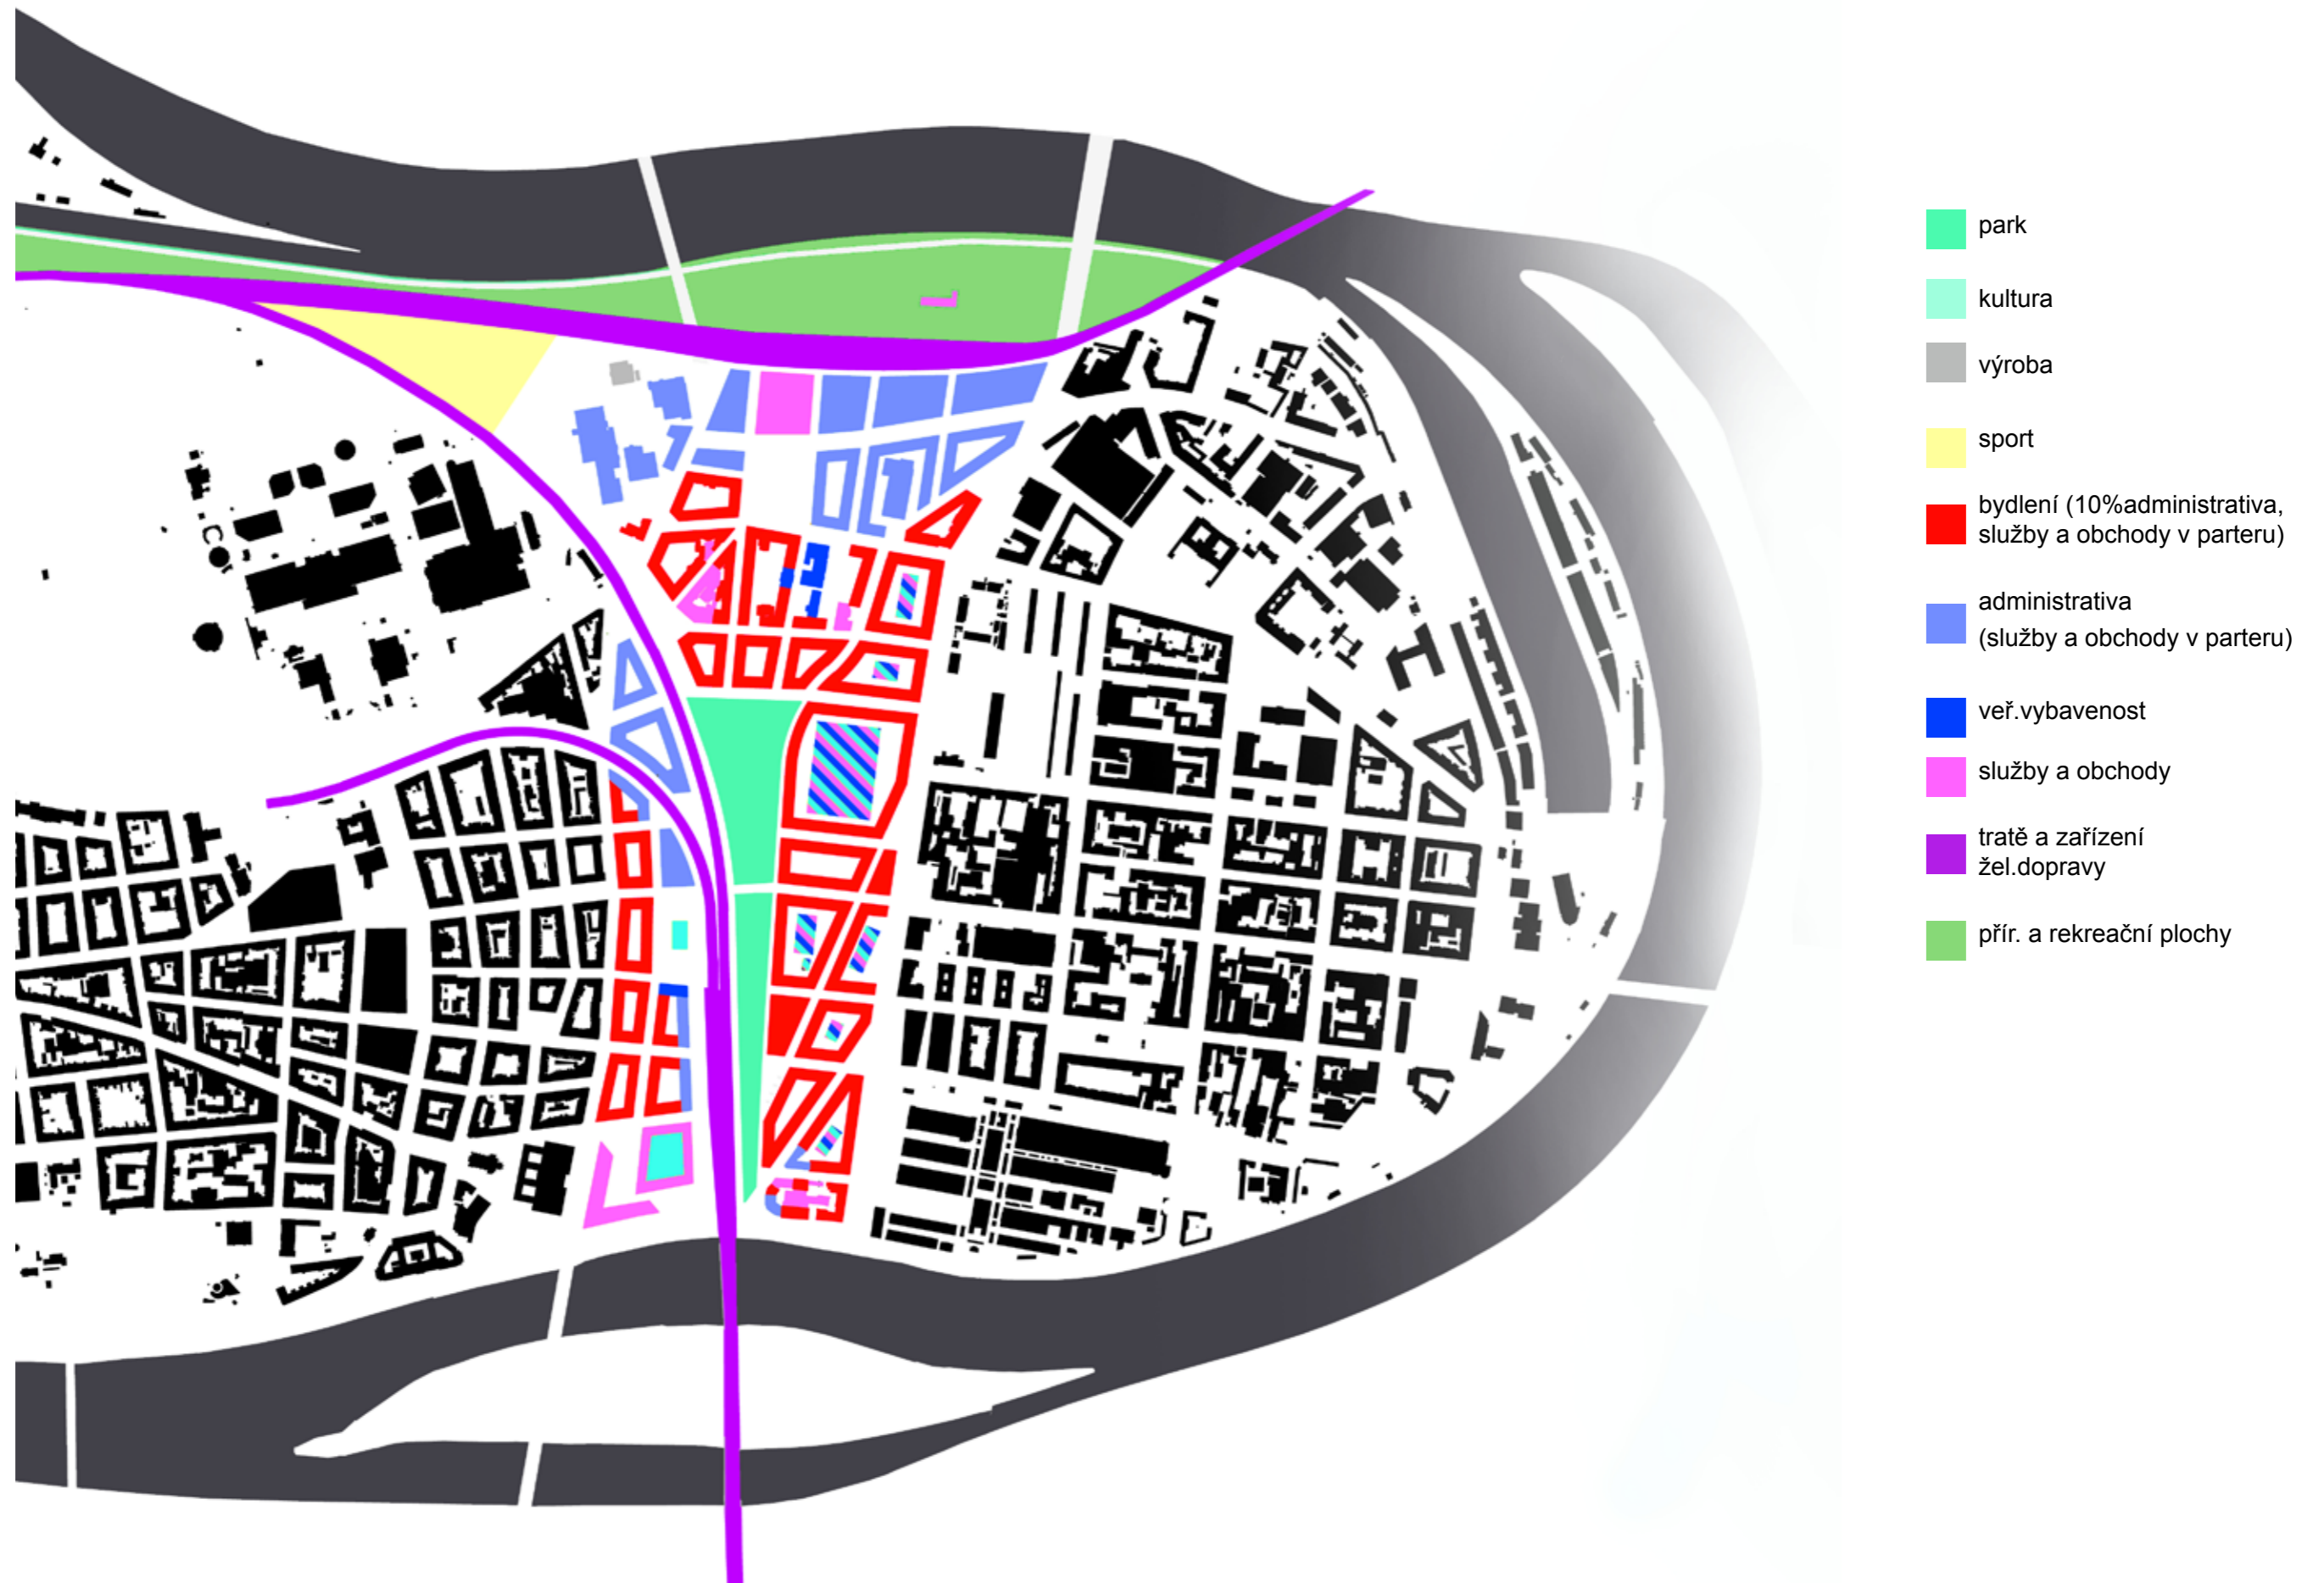 park
kultura
výroba
sport
bydlení (10%administrativa,
služby a obchody v parteru)
administrativa
(služby a obchody v parteru)
veř.vybavenost
služby a obchody
tratě a zařízení
žel.dopravy
přír. a rekreační plochy